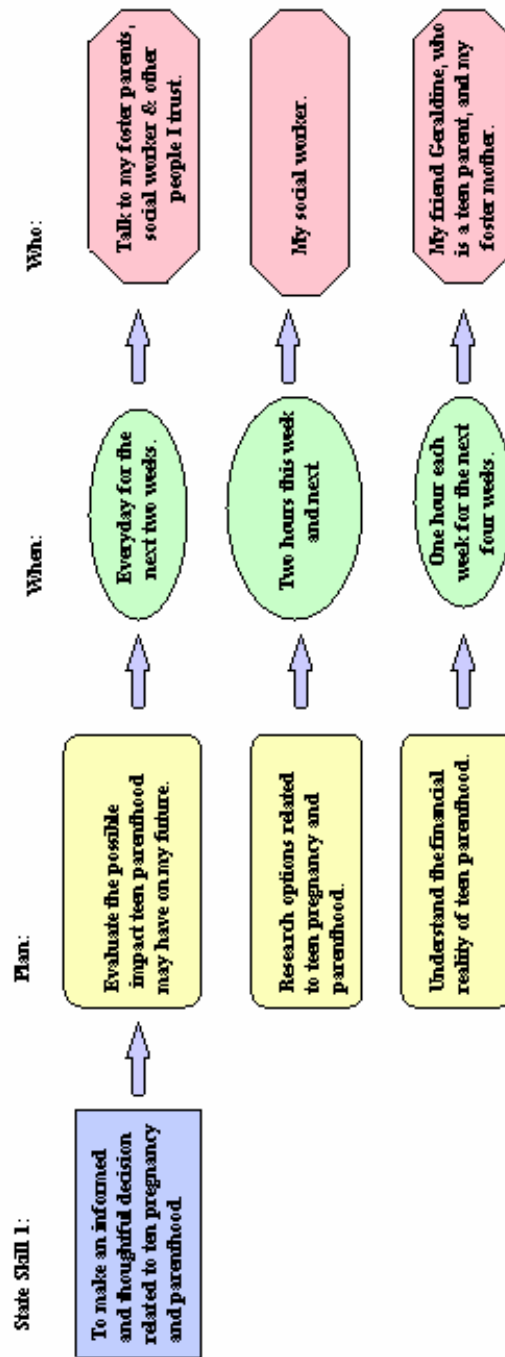 State Skill 1:
Plan:
When:
Who:
To make an informed
and thoughtful decision
related to ten pregnancy
and parenthood.
Evaluate the possible
impact teen parenthood
may have on my future.
Everyday for the
next two weeks.
Talk to my foster parents,
social worker & other
people I trust.
Research options related
to teen pregnancy and
parenthood.
Two hours this week
and next
My social worker.
Understand the financial
reality of teen parenthood.
One hour each
week for the next
four weeks.
My friend Geraldine, who
is a teen parent, and my
foster mother.